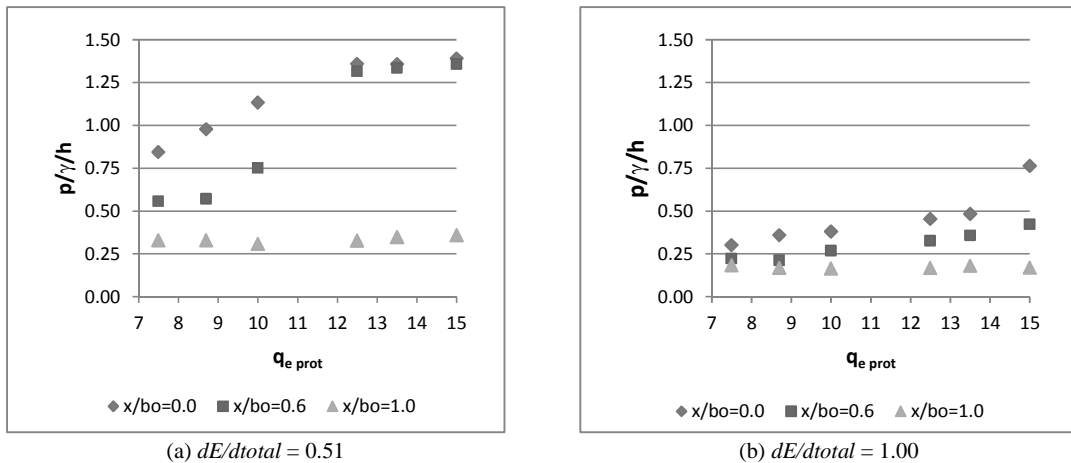 1.50
1.25
1.00
0.75
0.50
0.25
0.00
p/γ/h
7 8 9 10 11 12 13 14 15
q e prot
x/bo=0.0 x/bo=0.6 x/bo=1.0
(a) dE/dtotal = 0.51
1.50
1.25
1.00
0.75
0.50
0.25
0.00
p/γ/h
7 8 9 10 11 12 13 14 15
q e prot
x/bo=0.0 x/bo=0.6 x/bo=1.0
(b) dE/dtotal = 1.00